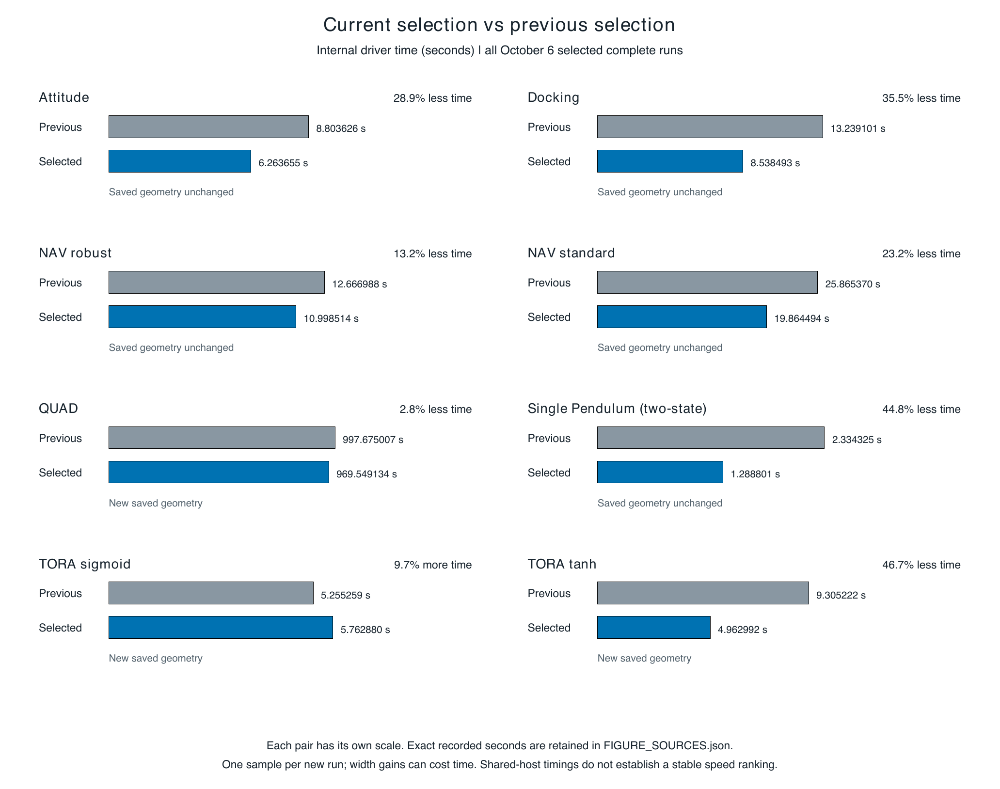 Current selection vs previous selection
Internal driver time (seconds) | all October 6 selected complete runs
Attitude
28.9% less time
Previous
8.803626 s
Selected
6.263655 s
Saved geometry unchanged
Docking
35.5% less time
Previous
13.239101 s
Selected
8.538493 s
Saved geometry unchanged
NAV robust
13.2% less time
Previous
12.666988 s
Selected
10.998514 s
Saved geometry unchanged
NAV standard
23.2% less time
Previous
25.865370 s
Selected
19.864494 s
Saved geometry unchanged
QUAD
2.8% less time
Previous
997.675007 s
Selected
969.549134 s
New saved geometry
Single Pendulum (two-state)
44.8% less time
Previous
2.334325 s
Selected
1.288801 s
Saved geometry unchanged
TORA sigmoid
9.7% more time
Previous
5.255259 s
Selected
5.762880 s
New saved geometry
TORA tanh
46.7% less time
Previous
9.305222 s
Selected
4.962992 s
New saved geometry
Each pair has its own scale. Exact recorded seconds are retained in FIGURE_SOURCES.json.
One sample per new run; width gains can cost time. Shared-host timings do not establish a stable speed ranking.